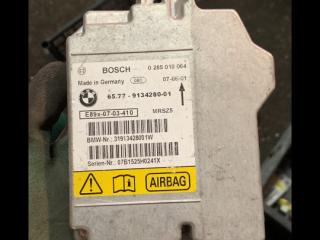 BOSCH 0 285 010 064
Made in Germany 07-06-01
65.77 - 9134280-01
E89x-07-03-410 MRSZ5
BMW-Nr.: 31913428001W
Serien-Nr.: 07B1525H0241X
AIRBAG